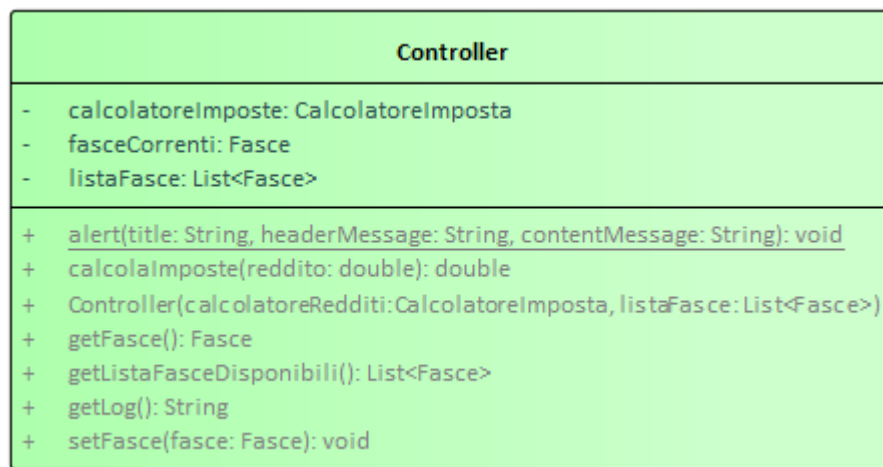 Controller
- calcolatoreImposte: CalcolatoreImposta
- fasceCorrenti: Fasce
- listaFasce: List<Fasce>
+ alert(title: String, headerMessage: String, contentMessage: String): void
+ calcolaImposte(reddito: double): double
+ Controller(calcolatoreRedditi:CalcolatoreImposta, listaFasce:List<Fasce>)
+ getFasce(): Fasce
+ getListaFasceDisponibili(): List<Fasce>
+ getLog(): String
+ setFasce(fasce: Fasce): void